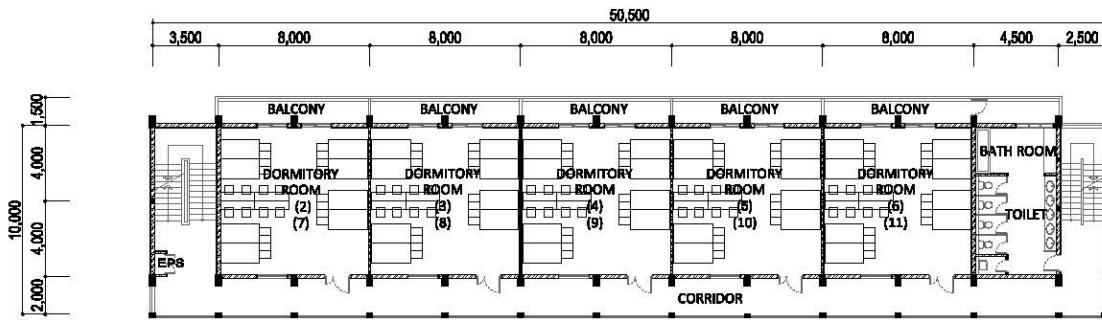 50,500
3,500 8,000 8,000 8,000 8,000 8,000 4,500 2,500
1,500
BALCONY BALCONY BALCONY BALCONY BALCONY
4,000
10,000
BATH ROOM
DORMITORY DORMITORY DORMITORY DORMITORY DORMITORY
ROOM ROOM ROOM ROOM ROOM
(2) (3) (4) (5) (6)
(7) (8) (9) (10) (11)
TOILET
4,000
EPS
2,000
CORRIDOR